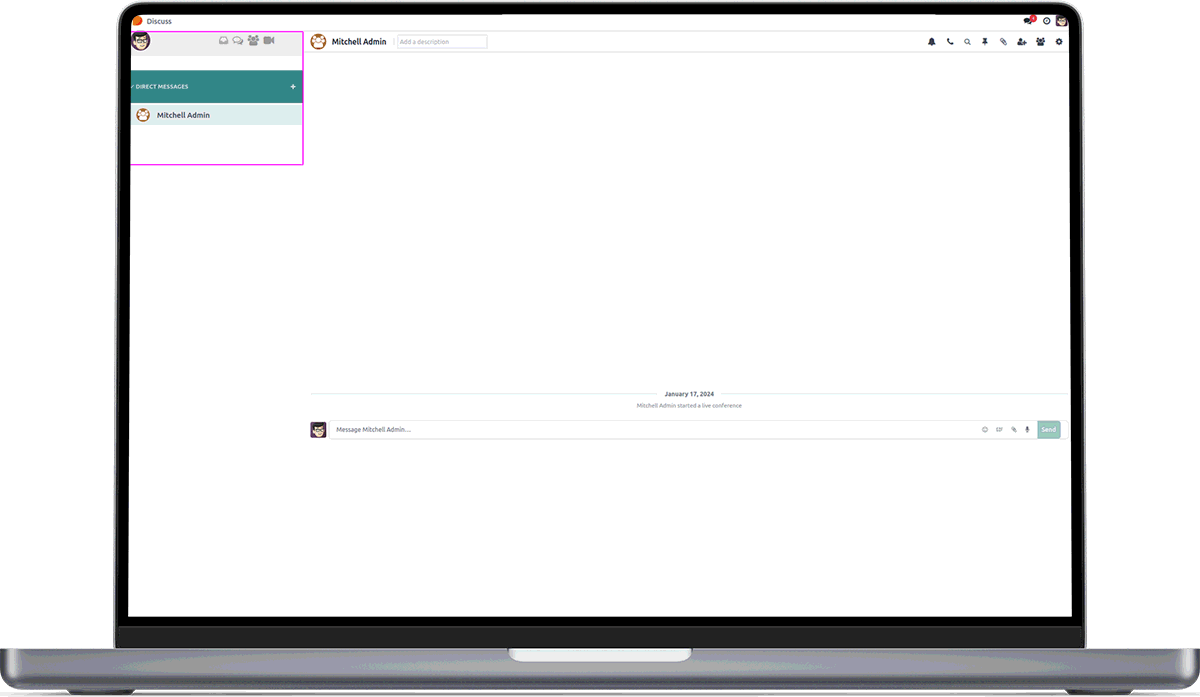 Discuss
Mitchell Admin
Add a description
DIRECT MESSAGES
Mitchell Admin
January 17, 2024
Mitchell Admin started a live conference
Message Mitchell Admin...
GIF
Send